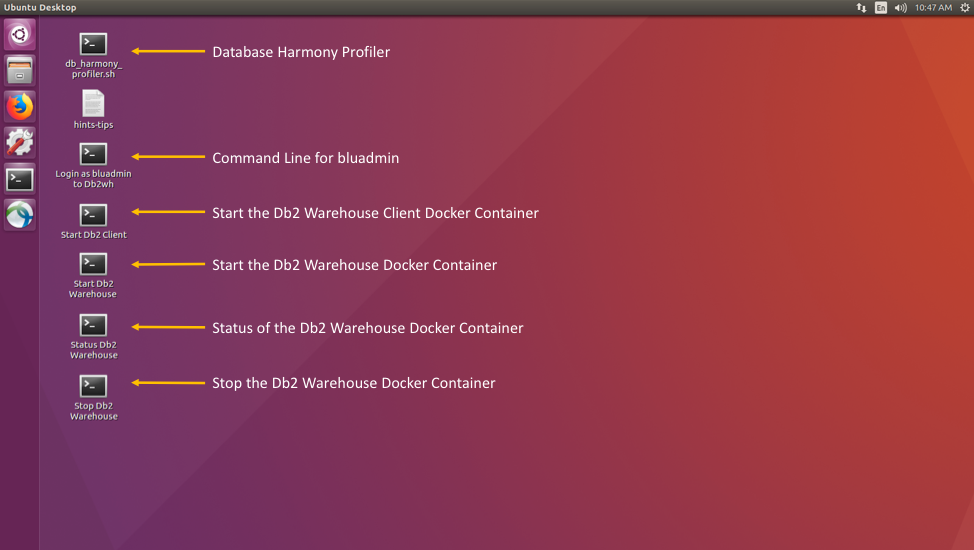 Ubuntu Desktop
En
10:47 AM
db_harmony_
profiler.sh
Database Harmony Profiler
hints-tips
Login as bluadmin
to Db2wh
Command Line for bluadmin
Start Db2 Client
Start the Db2 Warehouse Client Docker Container
Start Db2
Warehouse
Start the Db2 Warehouse Docker Container
Status Db2
Warehouse
Status of the Db2 Warehouse Docker Container
Stop Db2
Warehouse
Stop the Db2 Warehouse Docker Container